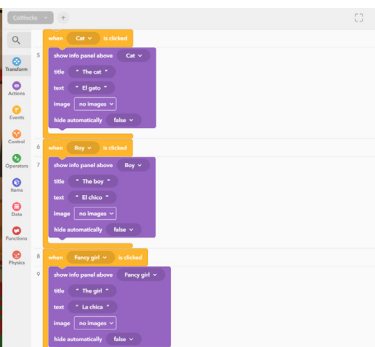 CoBlocks
+
when Cat is clicked
5 show info panel above Cat
Transform
title " The cat "
Actions
text " El gato "
image no images
Events
hide automatically false
Control
6 when Boy is clicked
Operators
7 show info panel above Boy
title " The boy "
Items
text " El chico "
Data
image no images
hide automatically false
Functions
8 when Fancy girl is clicked
Physics
9 show info panel above Fancy girl
title " The girl "
text " La chica "
image no images
hide automatically false